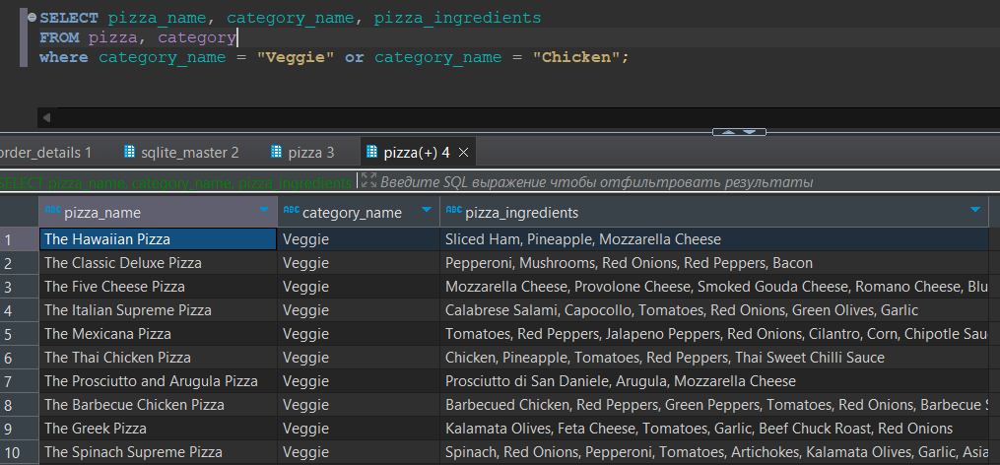 SELECT pizza_name, category_name, pizza_ingredients
FROM pizza, category
where category_name = "Veggie" or category_name = "Chicken";
order_details 1 sqlite_master 2 pizza 3 pizza(+) 4
SELECT pizza_name, category_name, pizza_ingredients Введите SQL выражение чтобы отфильтровать результаты
ABC pizza_name ABC category_name ABC pizza_ingredients
1 The Hawaiian Pizza Veggie Sliced Ham, Pineapple, Mozzarella Cheese
2 The Classic Deluxe Pizza Veggie Pepperoni, Mushrooms, Red Onions, Red Peppers, Bacon
3 The Five Cheese Pizza Veggie Mozzarella Cheese, Provolone Cheese, Smoked Gouda Cheese, Romano Cheese, Blu
4 The Italian Supreme Pizza Veggie Calabrese Salami, Capocollo, Tomatoes, Red Onions, Green Olives, Garlic
5 The Mexicana Pizza Veggie Tomatoes, Red Peppers, Jalapeno Peppers, Red Onions, Cilantro, Corn, Chipotle Sau
6 The Thai Chicken Pizza Veggie Chicken, Pineapple, Tomatoes, Red Peppers, Thai Sweet Chilli Sauce
7 The Prosciutto and Arugula Pizza Veggie Prosciutto di San Daniele, Arugula, Mozzarella Cheese
8 The Barbecue Chicken Pizza Veggie Barbecued Chicken, Red Peppers, Green Peppers, Tomatoes, Red Onions, Barbecue S
9 The Greek Pizza Veggie Kalamata Olives, Feta Cheese, Tomatoes, Garlic, Beef Chuck Roast, Red Onions
10 The Spinach Supreme Pizza Veggie Spinach, Red Onions, Pepperoni, Tomatoes, Artichokes, Kalamata Olives, Garlic, Asia